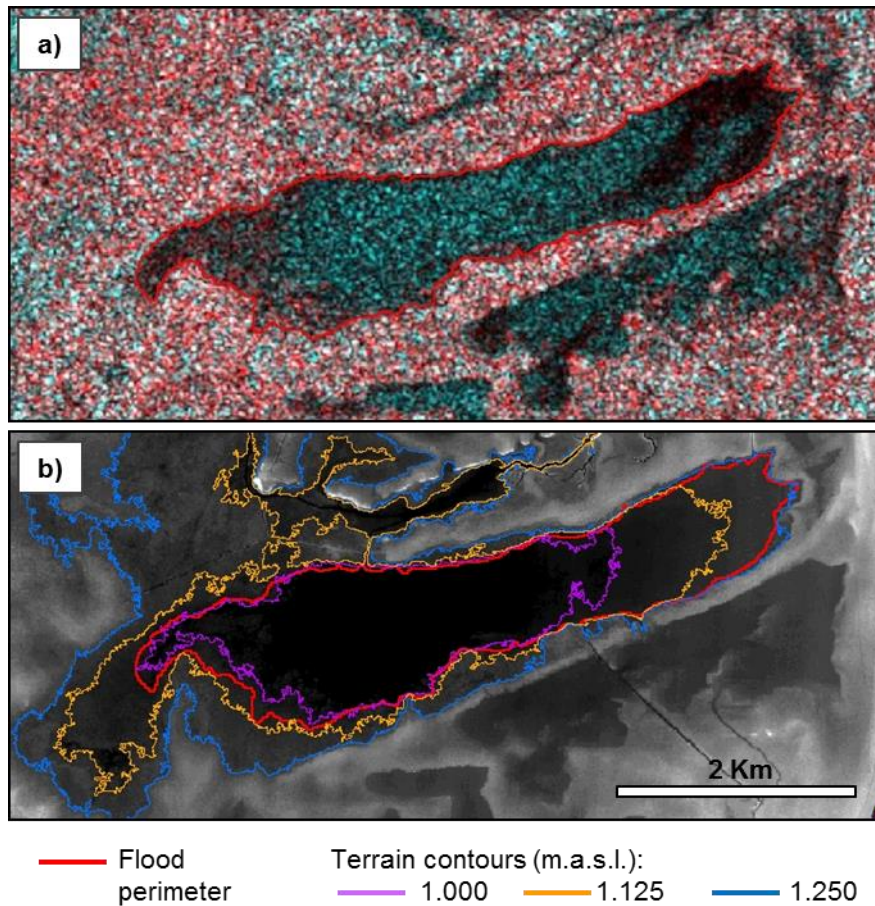 a)
b)
2 Km
Flood perimeter
Terrain contours (m.a.s.l.):
1.000 1.125 1.250